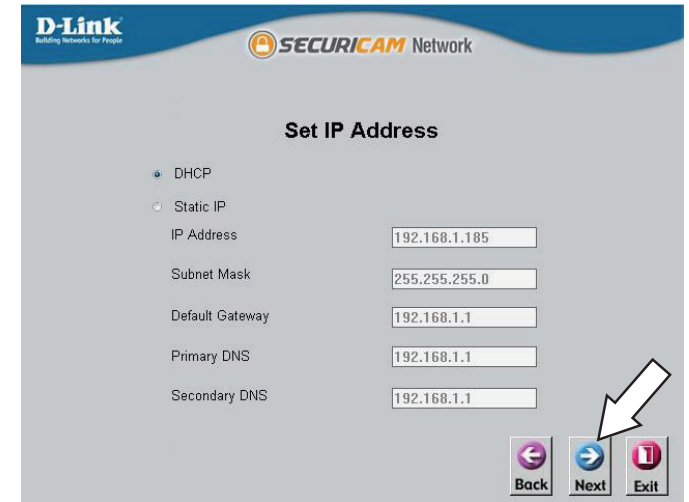 D-Link
Building Networks for People
SECURICAM Network
Set IP Address
DHCP
Static IP
IP Address 192.168.1.185
Subnet Mask 255.255.255.0
Default Gateway 192.168.1.1
Primary DNS 192.168.1.1
Secondary DNS 192.168.1.1
Back Next Exit